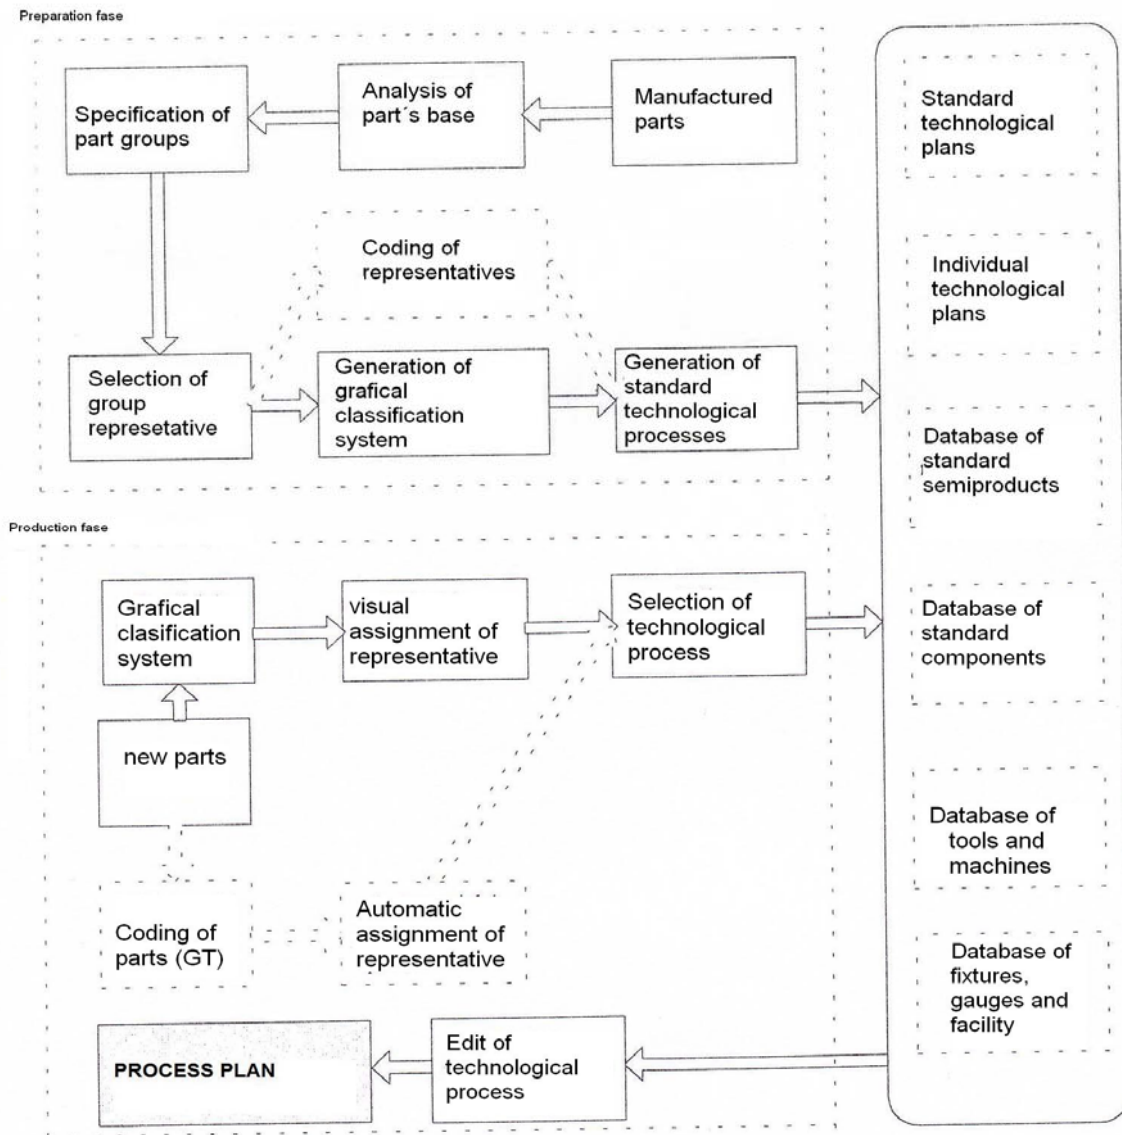 Preparation fase
Specification of
part groups
Analysis of
part´s base
Manufactured
parts
Coding of
representatives
Selection of
group
represetative
Generation of
grafical
classification
system
Generation of
standard
technological
processes
Production fase
Grafical
clasification
system
visual
assignment of
representative
Selection of
technological
process
new parts
Coding of
parts (GT)
Automatic
assignment of
representative
PROCESS PLAN
Edit of
technological
process
Standard
technological
plans
Individual
technological
plans
Database of
standard
semiproducts
Database of
standard
components
Database of
tools and
machines
Database of
fixtures,
gauges and
facility